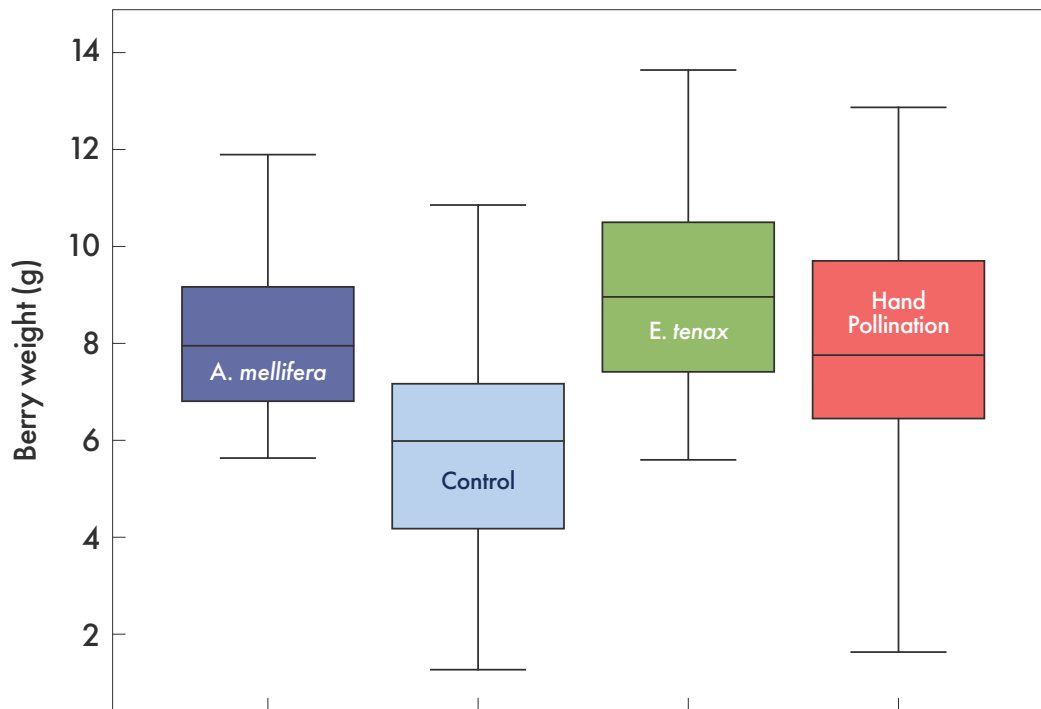 Berry weight (g)
14
12
10
8
6
4
2
A. mellifera
Control
E. tenax
Hand
Pollination